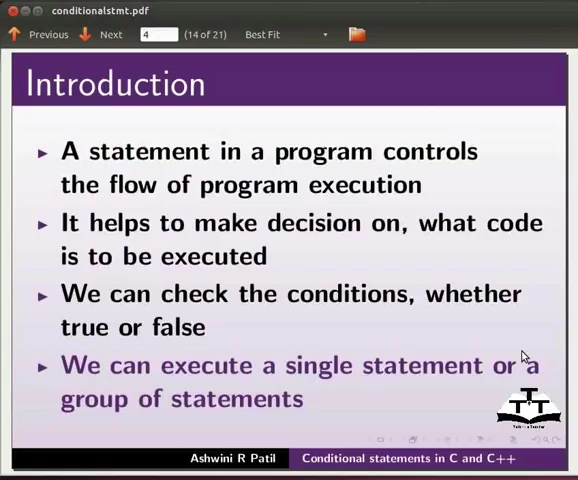 conditionalstmt.pdf
Previous Next 4 (14 of 21) Best Fit
Introduction
A statement in a program controls
the flow of program execution
It helps to make decision on, what code
is to be executed
We can check the conditions, whether
true or false
We can execute a single statement or a
group of statements
Ashwini R Patil Conditional statements in C and C++